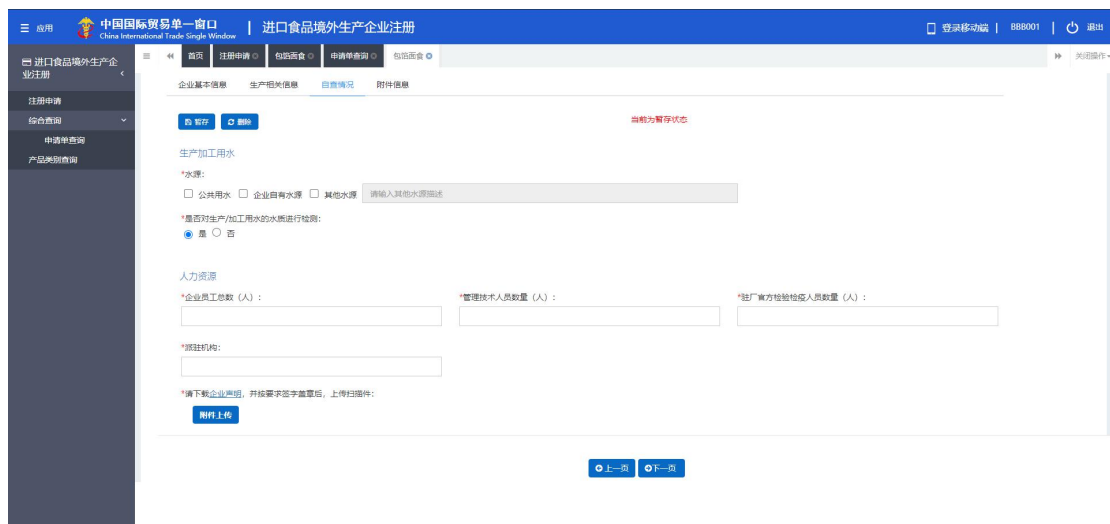 应用
中国国际贸易单一窗口
China International Trade Single Window
进口食品境外生产企业注册
登录移动端
BBB001
退出
进口食品境外生产企业注册
注册申请
综合查询
申请单查询
产品类别查询
首页
注册申请
包馅面食
申请单查询
包馅面食
关闭操作
企业基本信息
生产相关信息
自查情况
附件信息
暂存
删除
当前为暂存状态
生产加工用水
*水源:
公共用水
企业自有水源
其他水源
请输入其他水源描述
*是否对生产/加工用水的水质进行检测:
是
否
人力资源
*企业员工总数（人）:
*管理技术人员数量（人）:
*驻厂官方检验检疫人员数量（人）:
*派驻机构:
*请下载企业声明，并按要求签字盖章后，上传扫描件:
附件上传
上一页
下一页